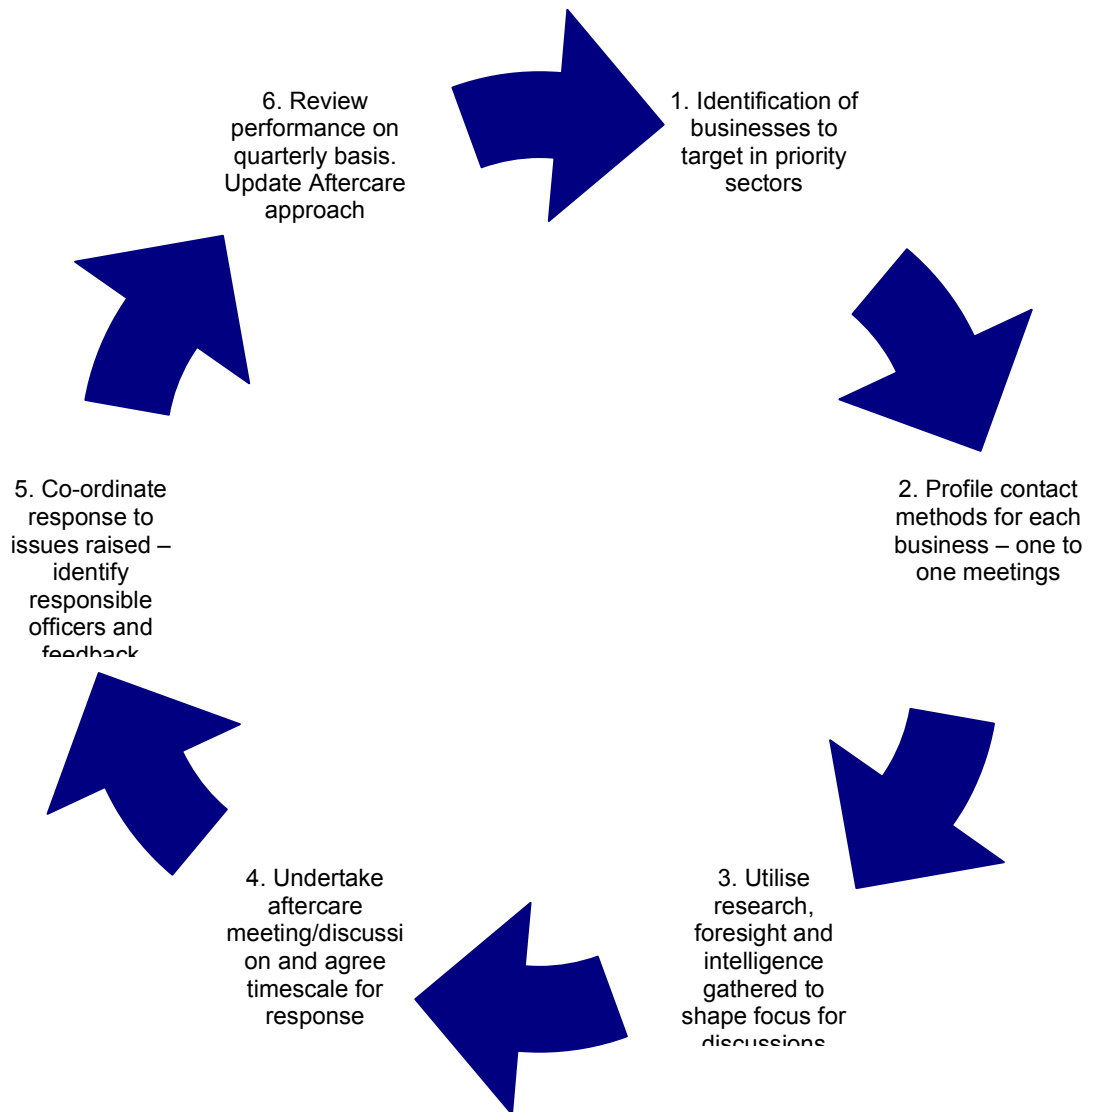 1. Identification of
businesses to
target in priority
sectors
2. Profile contact
methods for each
business – one to
one meetings
3. Utilise
research,
foresight and
intelligence
gathered to
shape focus for
discussions
4. Undertake
aftercare
meeting/discussi
on and agree
timescale for
response
5. Co-ordinate
response to
issues raised –
identify
responsible
officers and
feedback
6. Review
performance on
quarterly basis.
Update Aftercare
approach